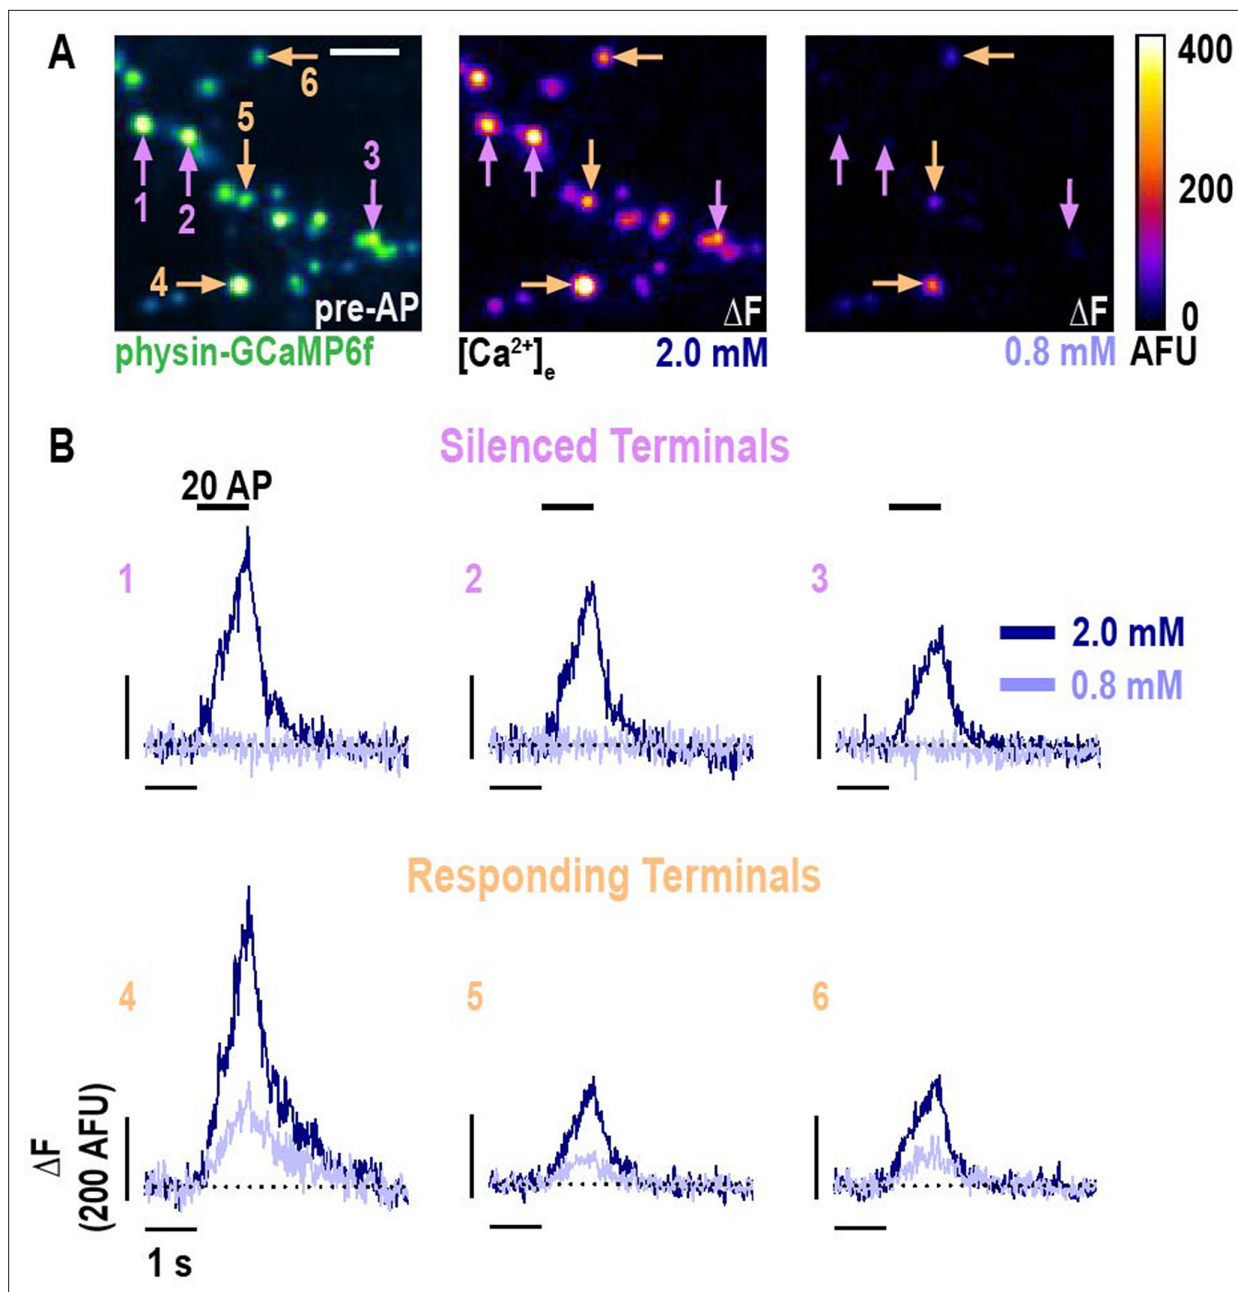 A
6
5
3
1
2
4
pre-AP
ΔF
ΔF
400
200
0
physin-GCaMP6f
[Ca²⁺]ₑ
2.0 mM
0.8 mM
AFU
B
Silenced Terminals
20 AP
1
2
3
2.0 mM
0.8 mM
Responding Terminals
4
5
6
ΔF
(200 AFU)
1 s